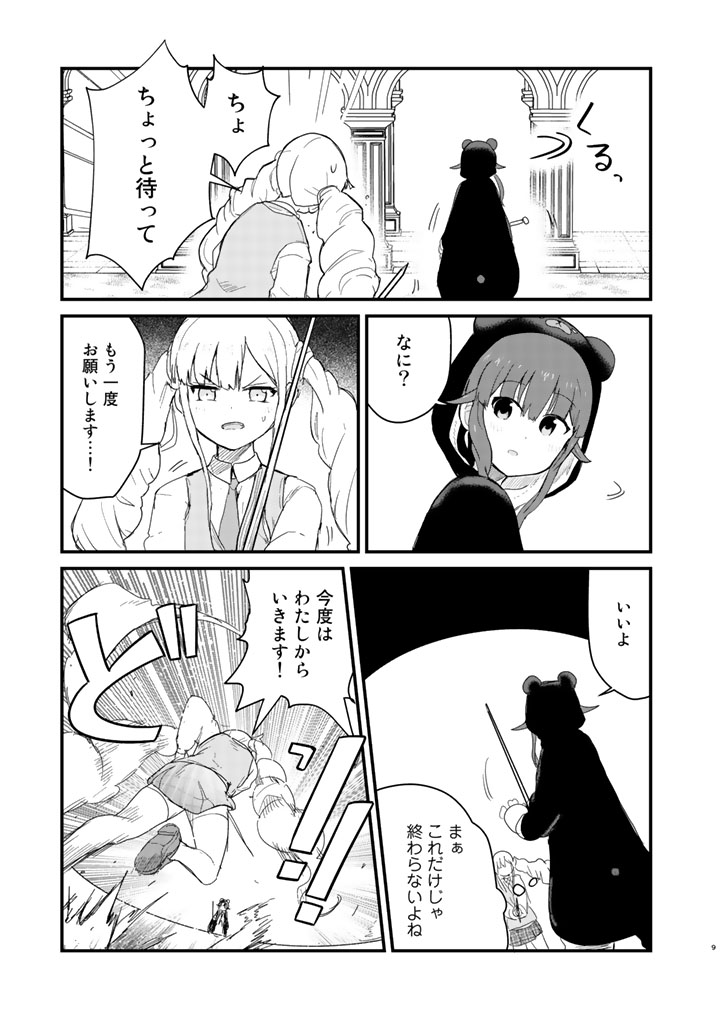 ちょ
ちょっと待って
くるっ
なに?
もう一度
お願いします…!
いいよ
まぁ
これだけじゃ
終わらないよね
今度は
わたしから
いきます!
どっ!!
9